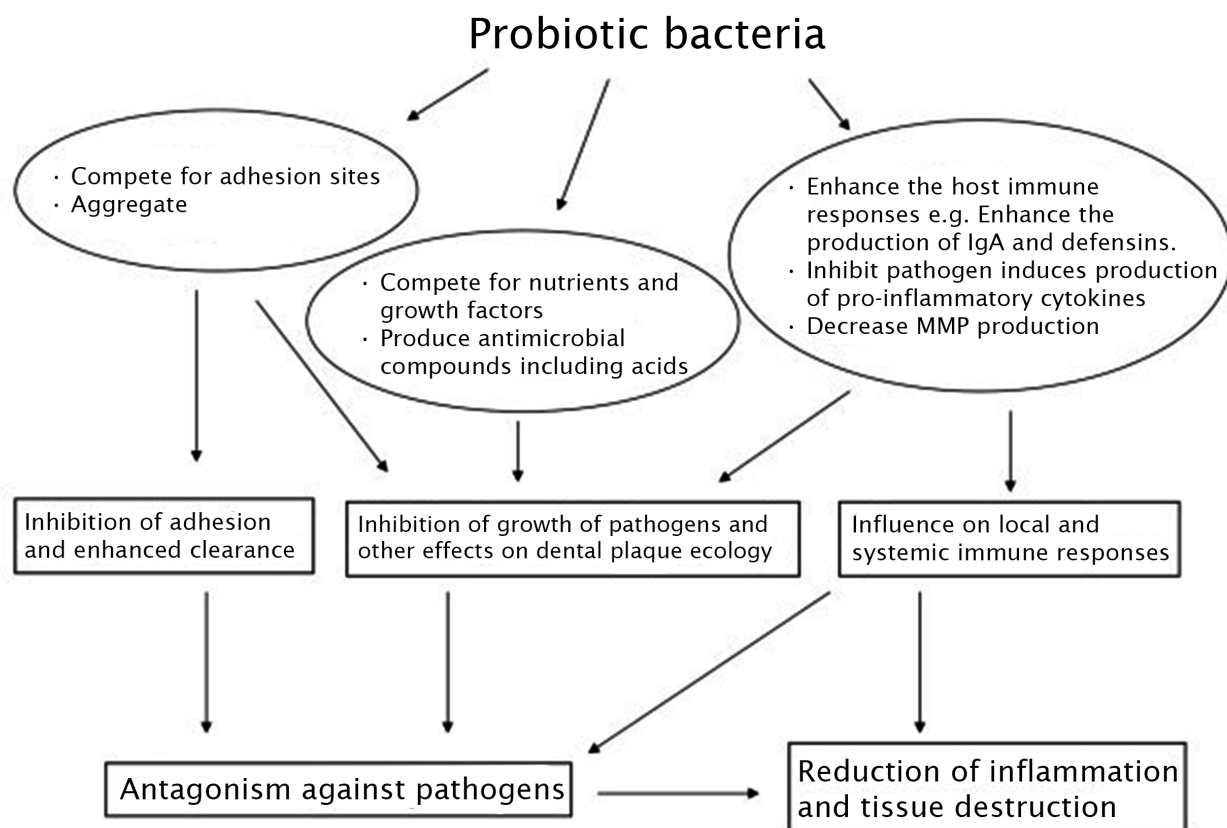 Probiotic bacteria
· Compete for adhesion sites
· Aggregate
· Compete for nutrients and
growth factors
· Produce antimicrobial
compounds including acids
· Enhance the host immune
responses e.g. Enhance the
production of IgA and defensins.
· Inhibit pathogen induces production
of pro-inflammatory cytokines
· Decrease MMP production
Inhibition of adhesion
and enhanced clearance
Inhibition of growth of pathogens and
other effects on dental plaque ecology
Influence on local and
systemic immune responses
Antagonism against pathogens
Reduction of inflammation
and tissue destruction